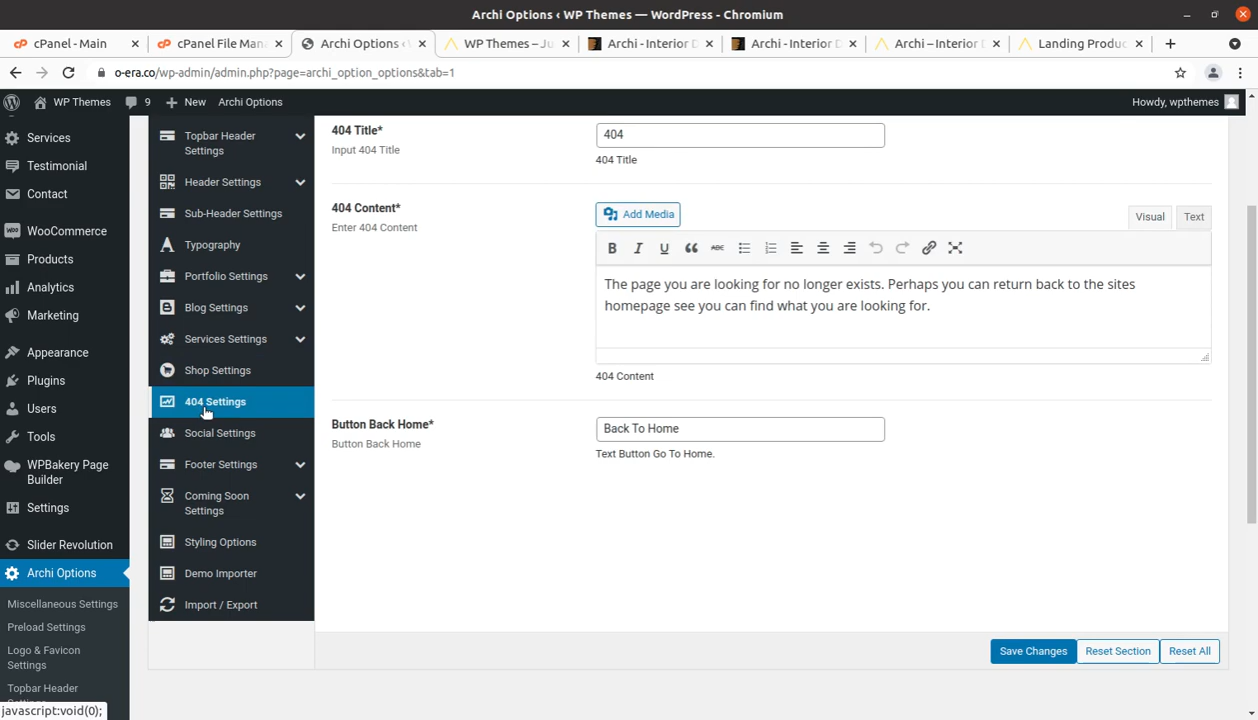 Archi Options ‹ WP Themes — WordPress - Chromium
cPanel - Main
cPanel File Man
Archi Options ‹
WP Themes – Ju
Archi - Interior D
Archi - Interior D
Archi – Interior D
Landing Produc
o-era.co/wp-admin/admin.php?page=archi_option_options&tab=1
WP Themes
9
New
Archi Options
Howdy, wpthemes
Services
Testimonial
Contact
WooCommerce
Products
Analytics
Marketing
Appearance
Plugins
Users
Tools
WPBakery Page
Builder
Settings
Slider Revolution
Archi Options
Miscellaneous Settings
Preload Settings
Logo & Favicon
Settings
Topbar Header
javascript:void(0);
Topbar Header
Settings
Header Settings
Sub-Header Settings
Typography
Portfolio Settings
Blog Settings
Services Settings
Shop Settings
404 Settings
Social Settings
Footer Settings
Coming Soon
Settings
Styling Options
Demo Importer
Import / Export
404 Title*
Input 404 Title
404
404 Title
404 Content*
Enter 404 Content
Add Media
Visual
Text
B I U ABC
The page you are looking for no longer exists. Perhaps you can return back to the sites
homepage see you can find what you are looking for.
404 Content
Button Back Home*
Button Back Home
Back To Home
Text Button Go To Home.
Save Changes
Reset Section
Reset All